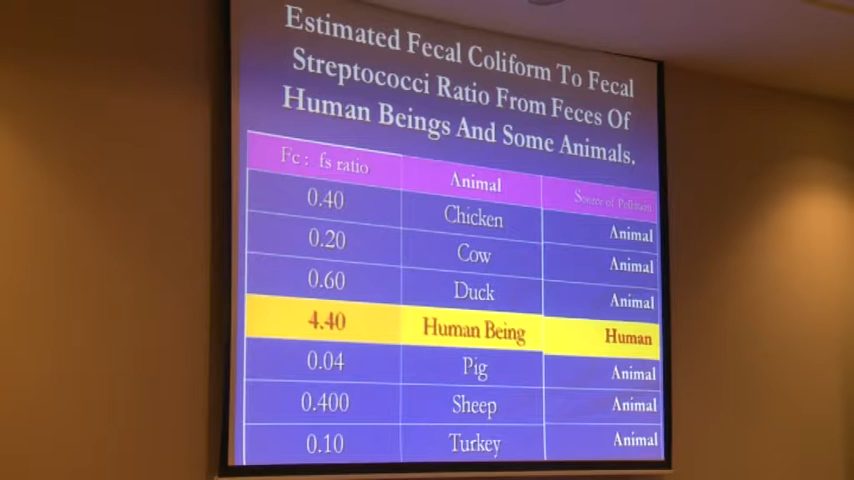 Estimated Fecal Coliform To Fecal
Streptococci Ratio From Feces Of
Human Beings And Some Animals.
Fc : fs ratio Animal Source of Pollution
0.40 Chicken Animal
0.20 Cow Animal
0.60 Duck Animal
4.40 Human Being Human
0.04 Pig Animal
0.400 Sheep Animal
0.10 Turkey Animal